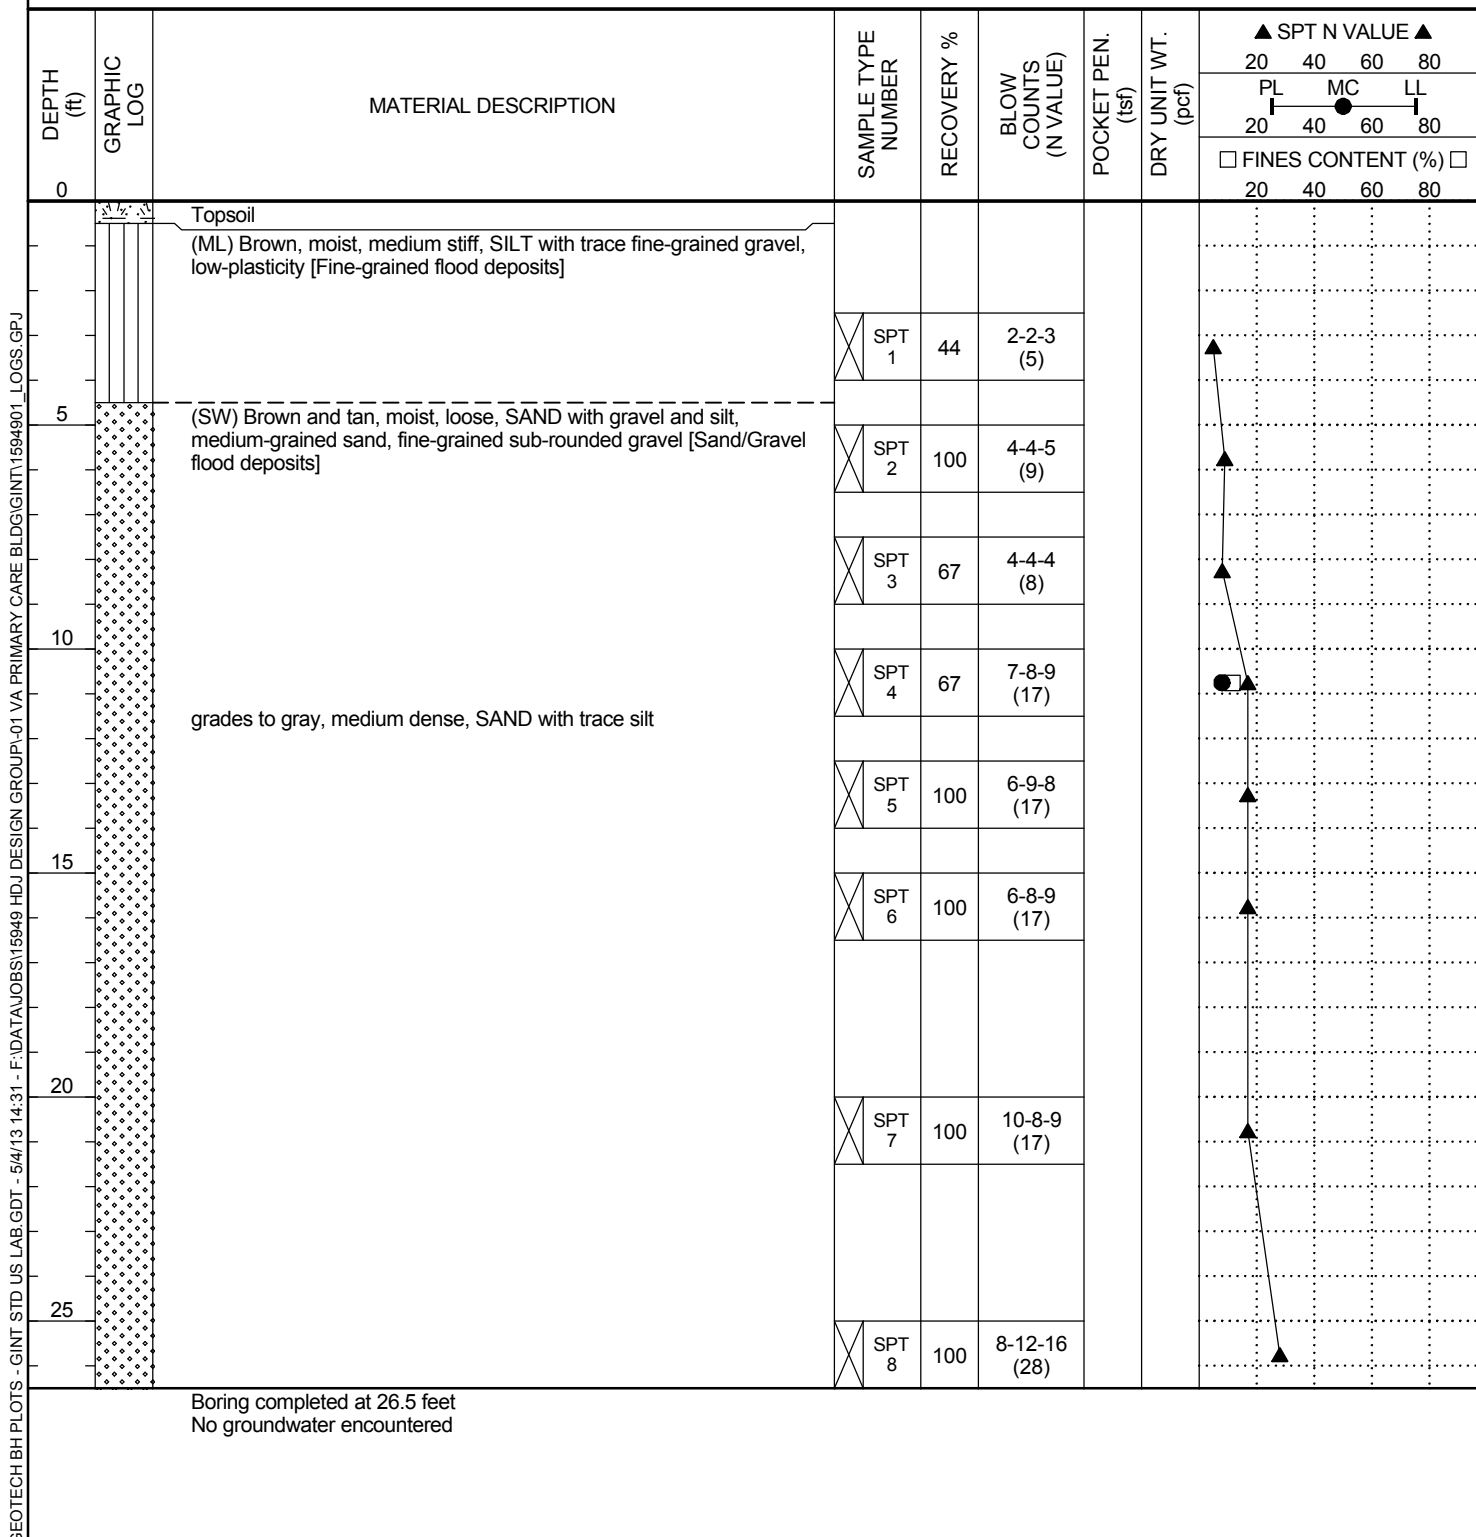 DEPTH
(ft)
GRAPHIC
LOG
MATERIAL DESCRIPTION
SAMPLE TYPE
NUMBER
RECOVERY %
BLOW
COUNTS
(N VALUE)
POCKET PEN.
(tsf)
DRY UNIT WT.
(pcf)
▲ SPT N VALUE ▲
20 40 60 80
PL MC LL
20 40 60 80
□ FINES CONTENT (%) □
20 40 60 80
0
Topsoil
(ML) Brown, moist, medium stiff, SILT with trace fine-grained gravel,
low-plasticity [Fine-grained flood deposits]
SPT
1
44
2-2-3
(5)
5
(SW) Brown and tan, moist, loose, SAND with gravel and silt,
medium-grained sand, fine-grained sub-rounded gravel [Sand/Gravel
flood deposits]
SPT
2
100
4-4-5
(9)
SPT
3
67
4-4-4
(8)
10
SPT
4
67
7-8-9
(17)
grades to gray, medium dense, SAND with trace silt
SPT
5
100
6-9-8
(17)
15
SPT
6
100
6-8-9
(17)
20
SPT
7
100
10-8-9
(17)
25
SPT
8
100
8-12-16
(28)
Boring completed at 26.5 feet
No groundwater encountered
GEOTECH BH PLOTS - GINT STD US LAB.GDT - 5/4/13 14:31 - F:\DATA\JOBS\15949 HDJ DESIGN GROUP\-01 VA PRIMARY CARE BLDG\GINT\1594901_LOGS.GPJ